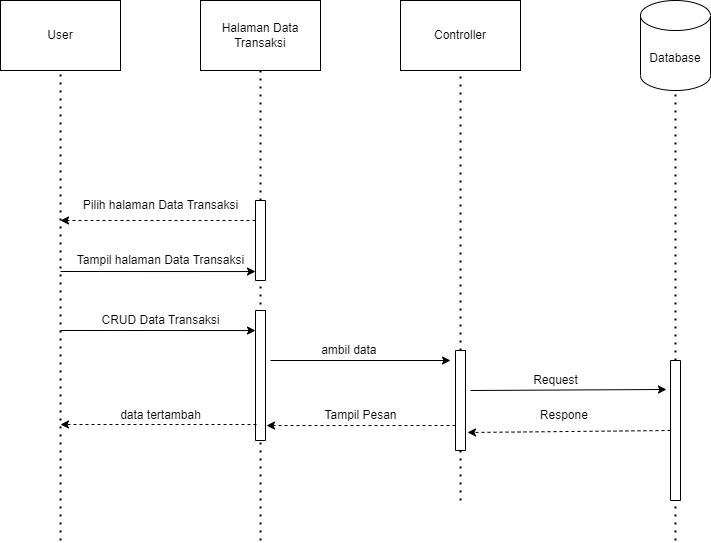 User
Halaman Data
Transaksi
Controller
Database
Pilih halaman Data Transaksi
Tampil halaman Data Transaksi
CRUD Data Transaksi
ambil data
Request
data tertambah
Tampil Pesan
Respone